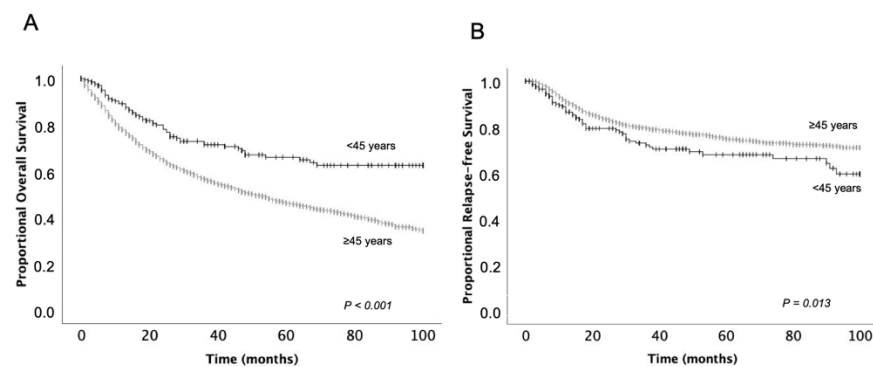 A
Proportional Overall Survival
1.0
0.8
0.6
0.4
0.2
0.0
<45 years
≥45 years
P < 0.001
0 20 40 60 80 100
Time (months)
B
Proportional Relapse-free Survival
1.0
0.8
0.6
0.4
0.2
0.0
≥45 years
<45 years
P = 0.013
0 20 40 60 80 100
Time (months)